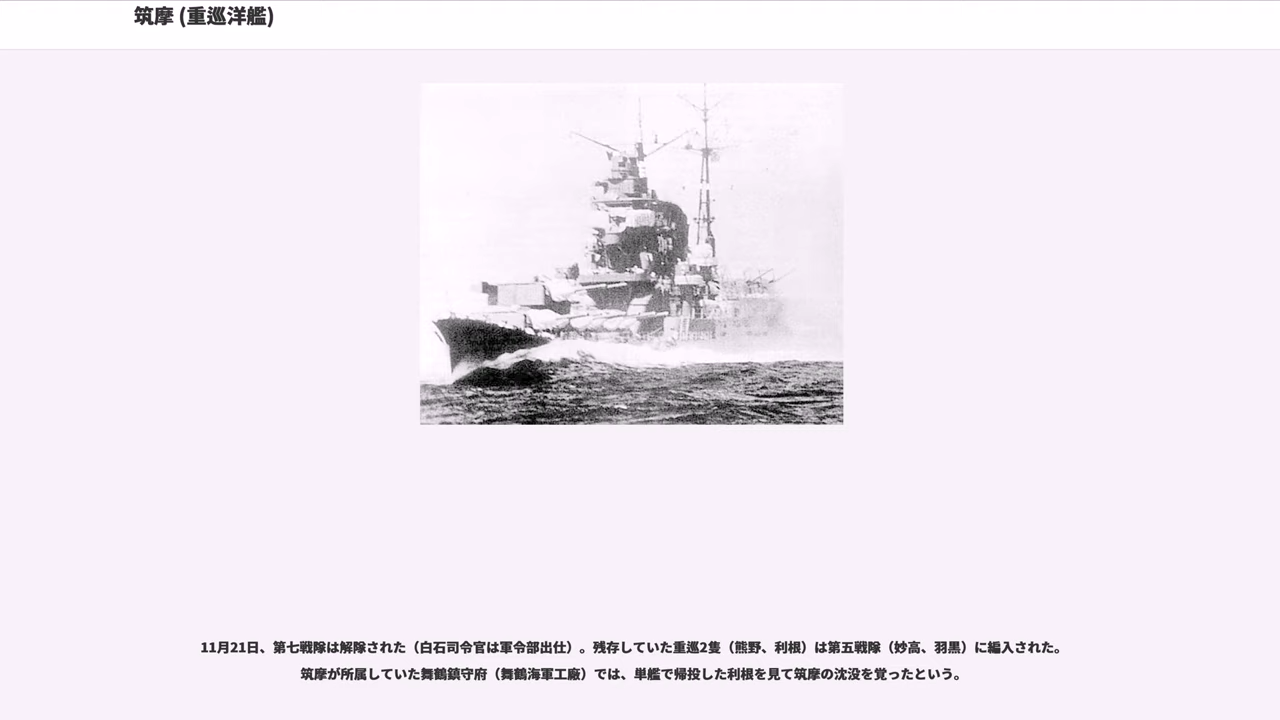 筑摩 (重巡洋艦)
11月21日、第七戦隊は解除された（白石司令官は軍令部出仕）。残存していた重巡2隻（熊野、利根）は第五戦隊（妙高、羽黒）に編入された。
筑摩が所属していた舞鶴鎮守府（舞鶴海軍工廠）では、単艦で帰投した利根を見て筑摩の沈没を覚ったという。